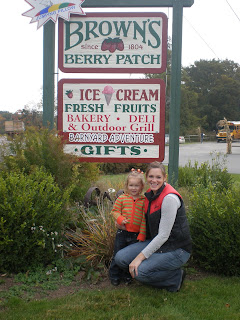 BROWN'S
since 1804
BERRY PATCH
ICE CREAM
FRESH FRUITS
BAKERY • DELI
& Outdoor Grill
BARNYARD ADVENTURE
• GIFTS •